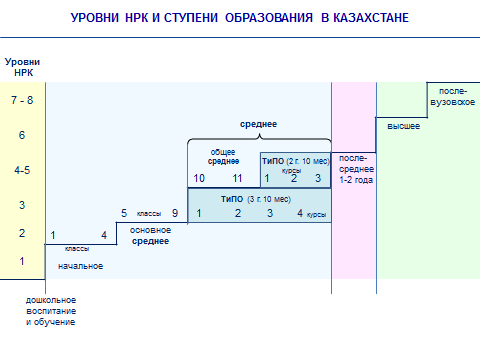 УРОВНИ НРК И СТУПЕНИ ОБРАЗОВАНИЯ В КАЗАХСТАНЕ
Уровни
НРК
7 - 8
6
4-5
3
2
1
после-
вузовское
высшее
среднее
общее
среднее
10 11
ТиПО (2 г. 10 мес)
курсы
1 2 3
после-
среднее
1-2 года
ТиПО (3 г. 10 мес)
1 2 3 4 курсы
5 классы 9
основное
среднее
1 4
классы
начальное
дошкольное
воспитание
и обучение